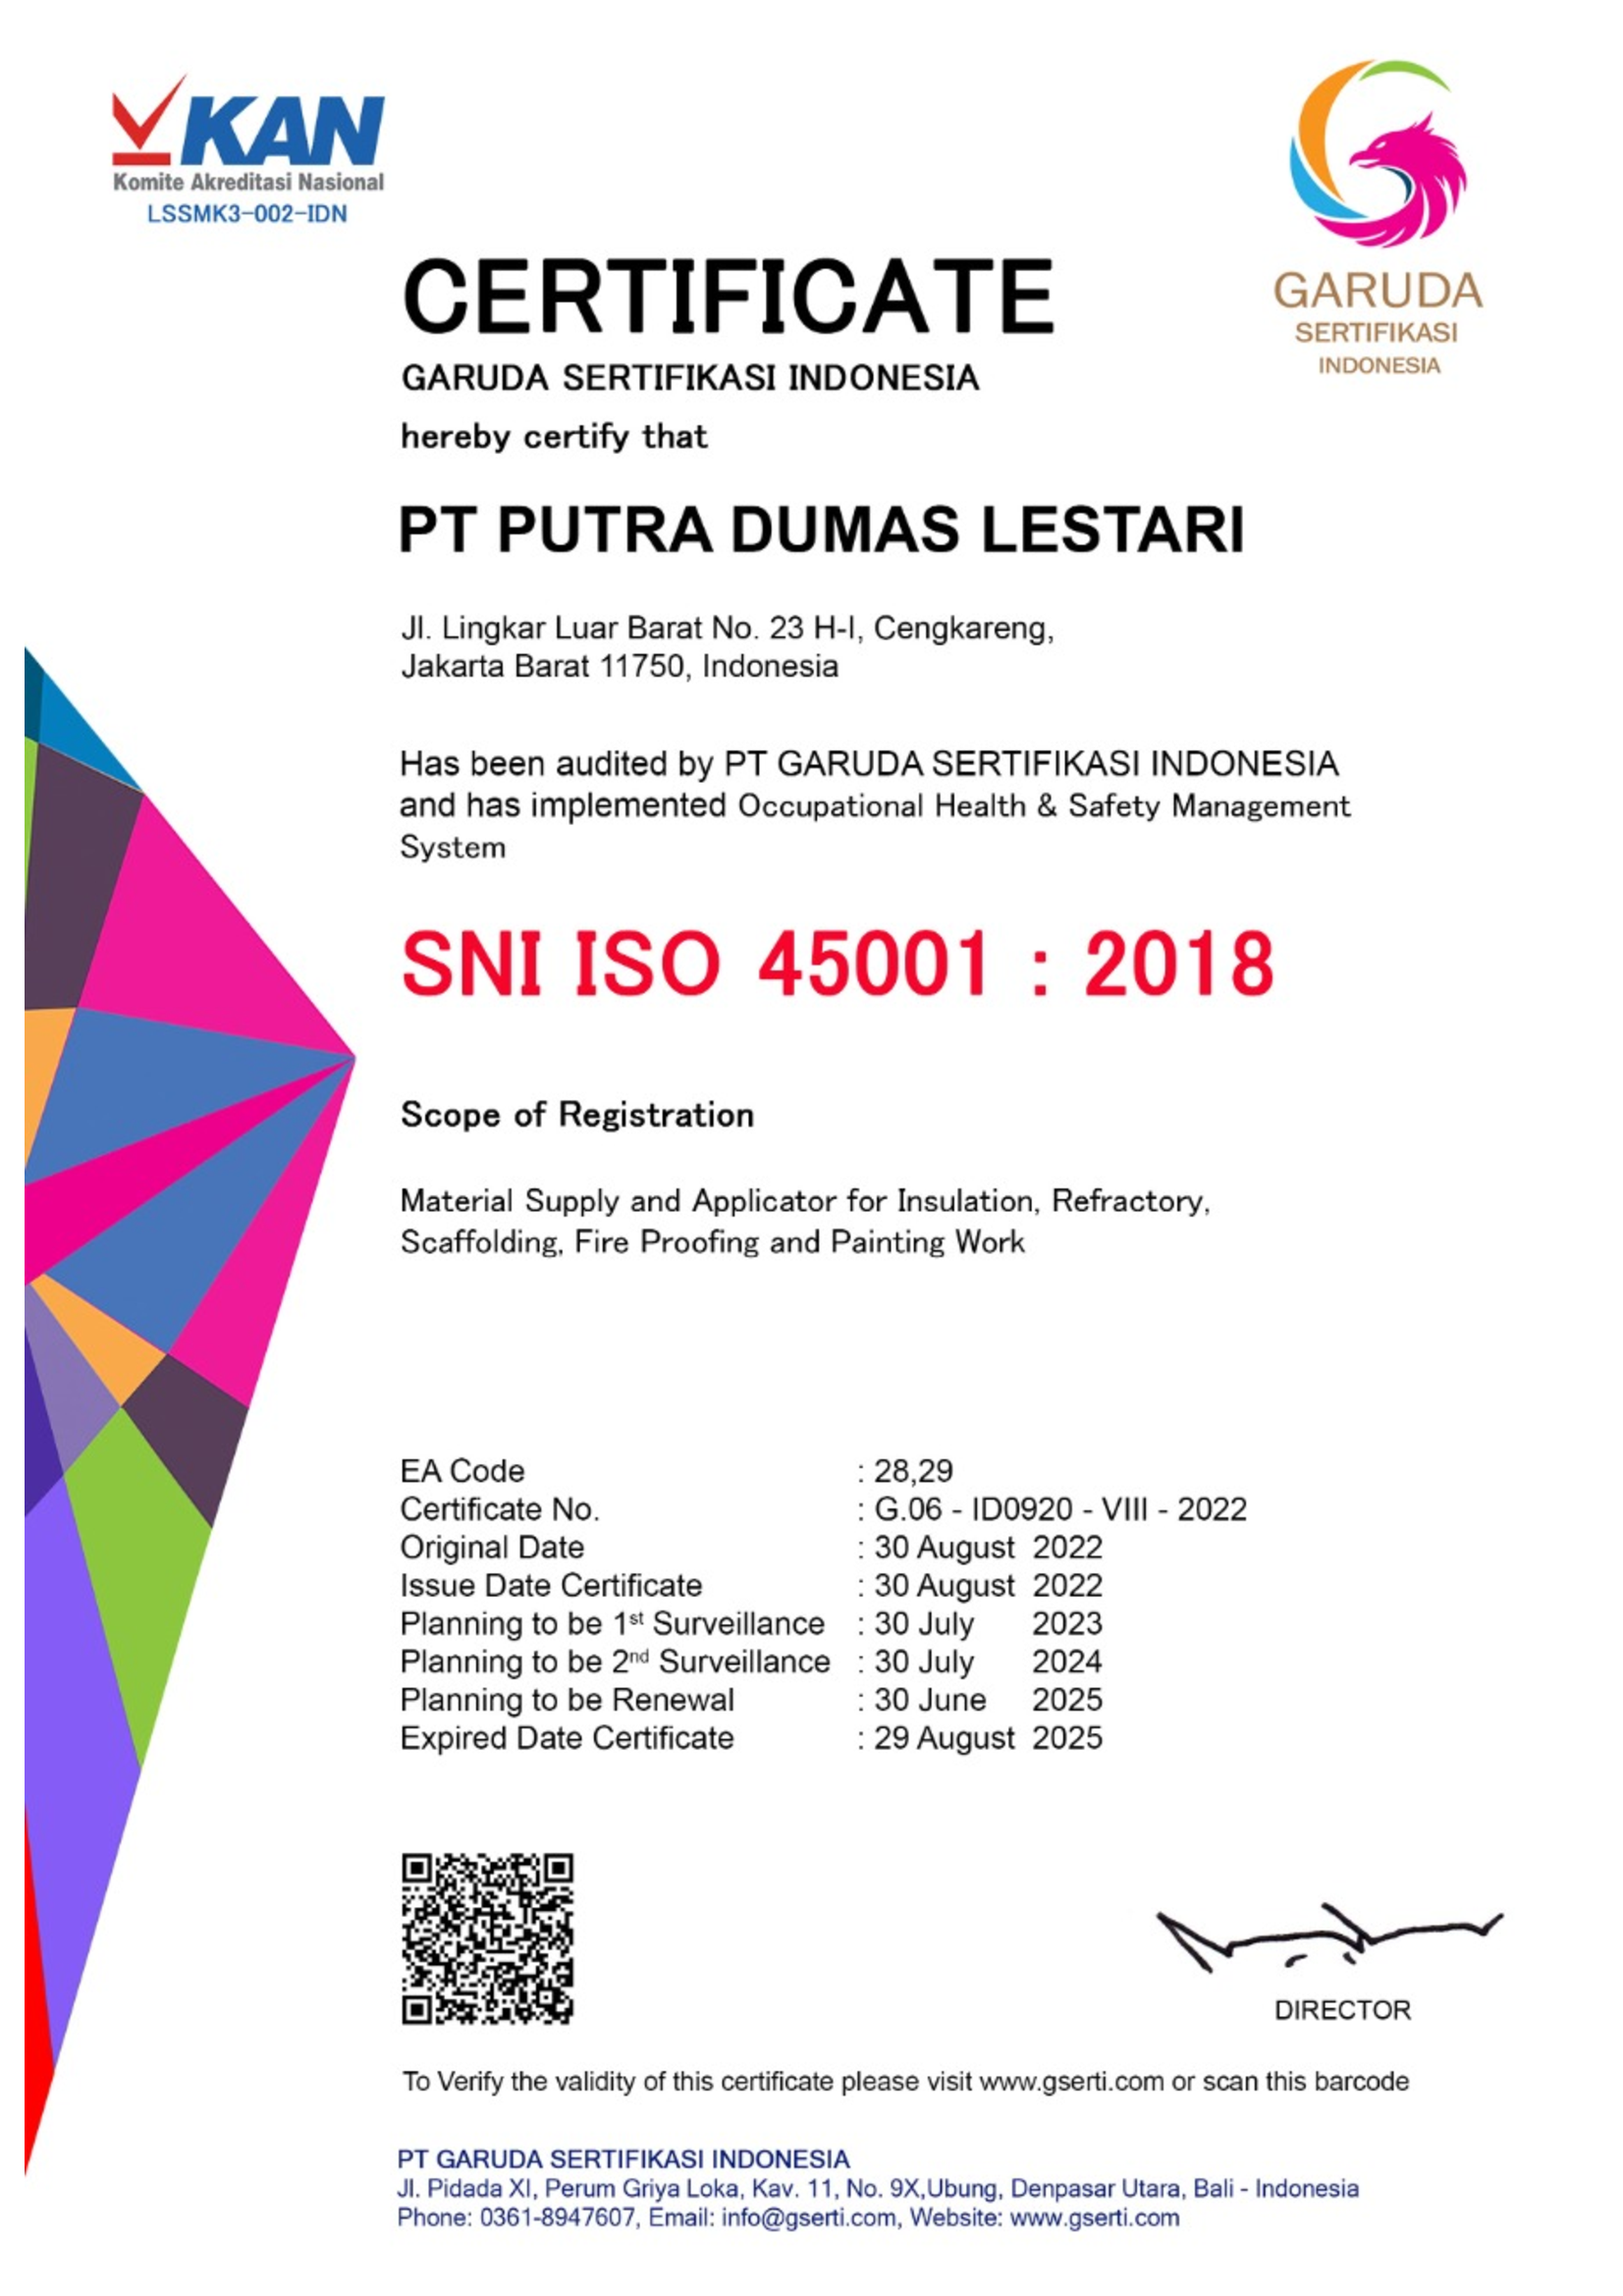 KAN
Komite Akreditasi Nasional
LSSMK3-002-IDN
GARUDA
SERTIFIKASI
INDONESIA
CERTIFICATE
GARUDA SERTIFIKASI INDONESIA
hereby certify that
PT PUTRA DUMAS LESTARI
Jl. Lingkar Luar Barat No. 23 H-I, Cengkareng,
Jakarta Barat 11750, Indonesia
Has been audited by PT GARUDA SERTIFIKASI INDONESIA
and has implemented Occupational Health & Safety Management
System
SNI ISO 45001 : 2018
Scope of Registration
Material Supply and Applicator for Insulation, Refractory,
Scaffolding, Fire Proofing and Painting Work
EA Code : 28,29
Certificate No. : G.06 - ID0920 - VIII - 2022
Original Date : 30 August 2022
Issue Date Certificate : 30 August 2022
Planning to be 1st Surveillance : 30 July 2023
Planning to be 2nd Surveillance : 30 July 2024
Planning to be Renewal : 30 June 2025
Expired Date Certificate : 29 August 2025
DIRECTOR
To Verify the validity of this certificate please visit www.gserti.com or scan this barcode
PT GARUDA SERTIFIKASI INDONESIA
Jl. Pidada XI, Perum Griya Loka, Kav. 11, No. 9X,Ubung, Denpasar Utara, Bali - Indonesia
Phone: 0361-8947607, Email: info@gserti.com, Website: www.gserti.com